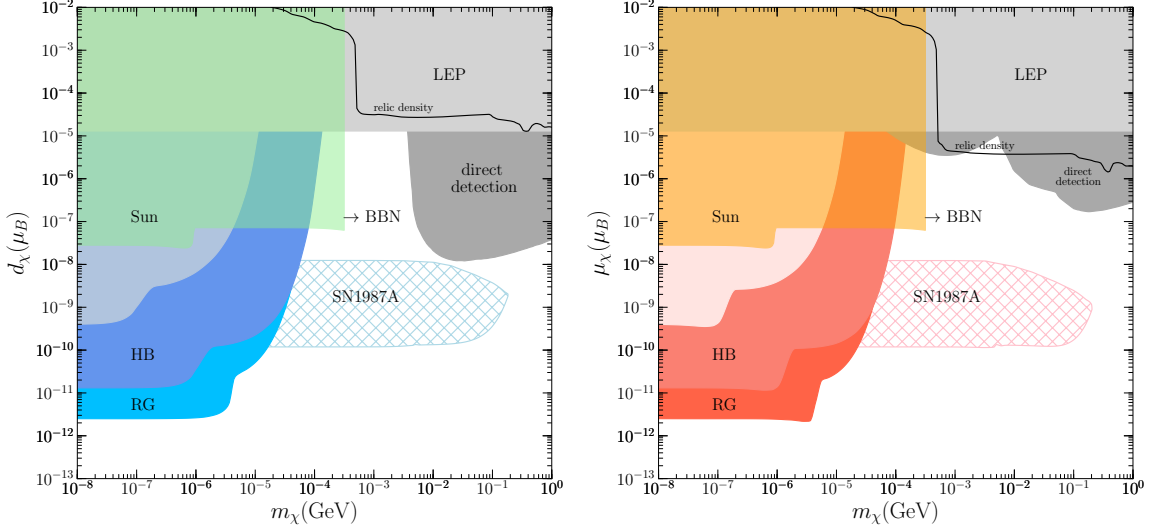 10⁻²
10⁻³
10⁻⁴
10⁻⁵
10⁻⁶
10⁻⁷
10⁻⁸
10⁻⁹
10⁻¹⁰
10⁻¹¹
10⁻¹²
10⁻¹³
d_χ(μ_B)
LEP
relic density
direct
detection
Sun
→ BBN
SN1987A
HB
RG
10⁻⁸ 10⁻⁷ 10⁻⁶ 10⁻⁵ 10⁻⁴ 10⁻³ 10⁻² 10⁻¹ 10⁰
m_χ(GeV)
10⁻²
10⁻³
10⁻⁴
10⁻⁵
10⁻⁶
10⁻⁷
10⁻⁸
10⁻⁹
10⁻¹⁰
10⁻¹¹
10⁻¹²
10⁻¹³
μ_χ(μ_B)
LEP
relic density
direct
detection
Sun
→ BBN
SN1987A
HB
RG
10⁻⁸ 10⁻⁷ 10⁻⁶ 10⁻⁵ 10⁻⁴ 10⁻³ 10⁻² 10⁻¹ 10⁰
m_χ(GeV)